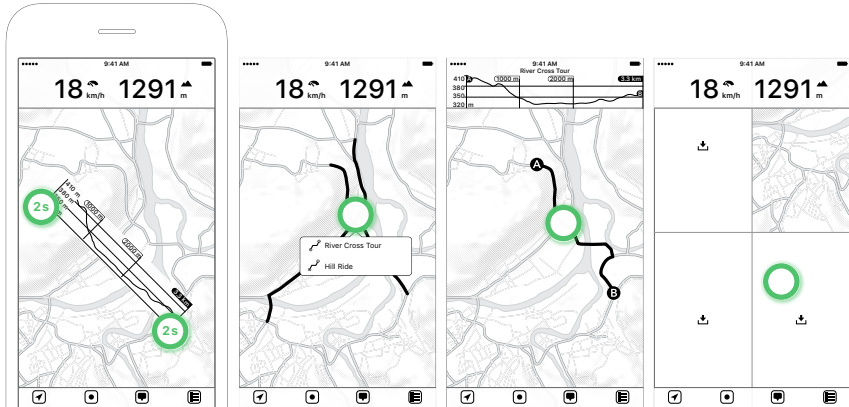 9:41 AM
18 km/h 1291 m
410 m
380 m
1000 m
2000 m
3.3 km
2s
2s
9:41 AM
18 km/h 1291 m
River Cross Tour
Hill Ride
9:41 AM
River Cross Tour
410
380
350
320 m
1000 m
2000 m
3.3 km
A
B
9:41 AM
18 km/h 1291 m